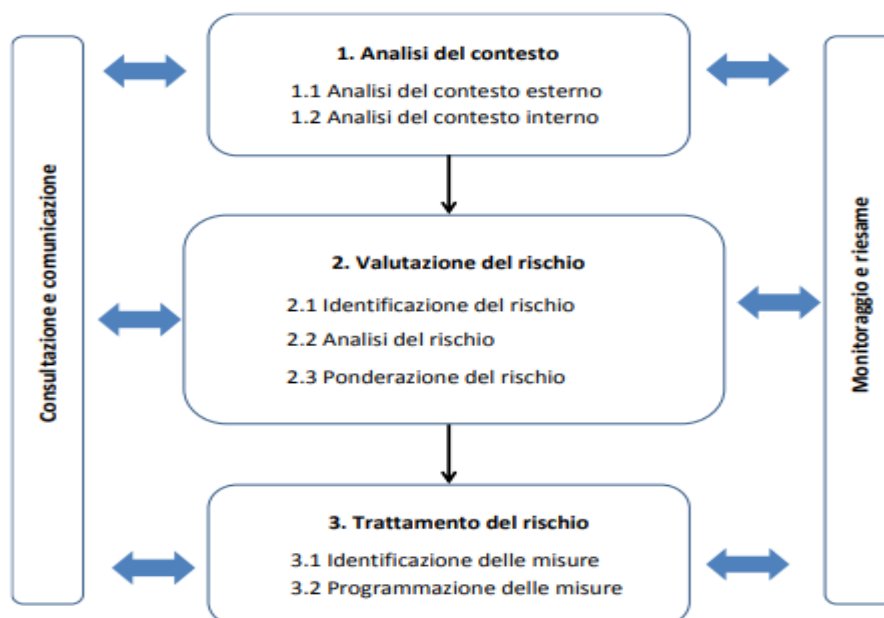 Consultazione e comunicazione
1. Analisi del contesto
1.1 Analisi del contesto esterno
1.2 Analisi del contesto interno
2. Valutazione del rischio
2.1 Identificazione del rischio
2.2 Analisi del rischio
2.3 Ponderazione del rischio
3. Trattamento del rischio
3.1 Identificazione delle misure
3.2 Programmazione delle misure
Monitoraggio e riesame